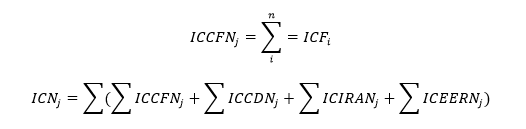 ICCFN_j = \sum_{i}^{n} = ICF_i
ICN_j = \sum(\sum ICCFN_j + \sum ICCDN_j + \sum ICIRAN_j + \sum ICEERN_j)